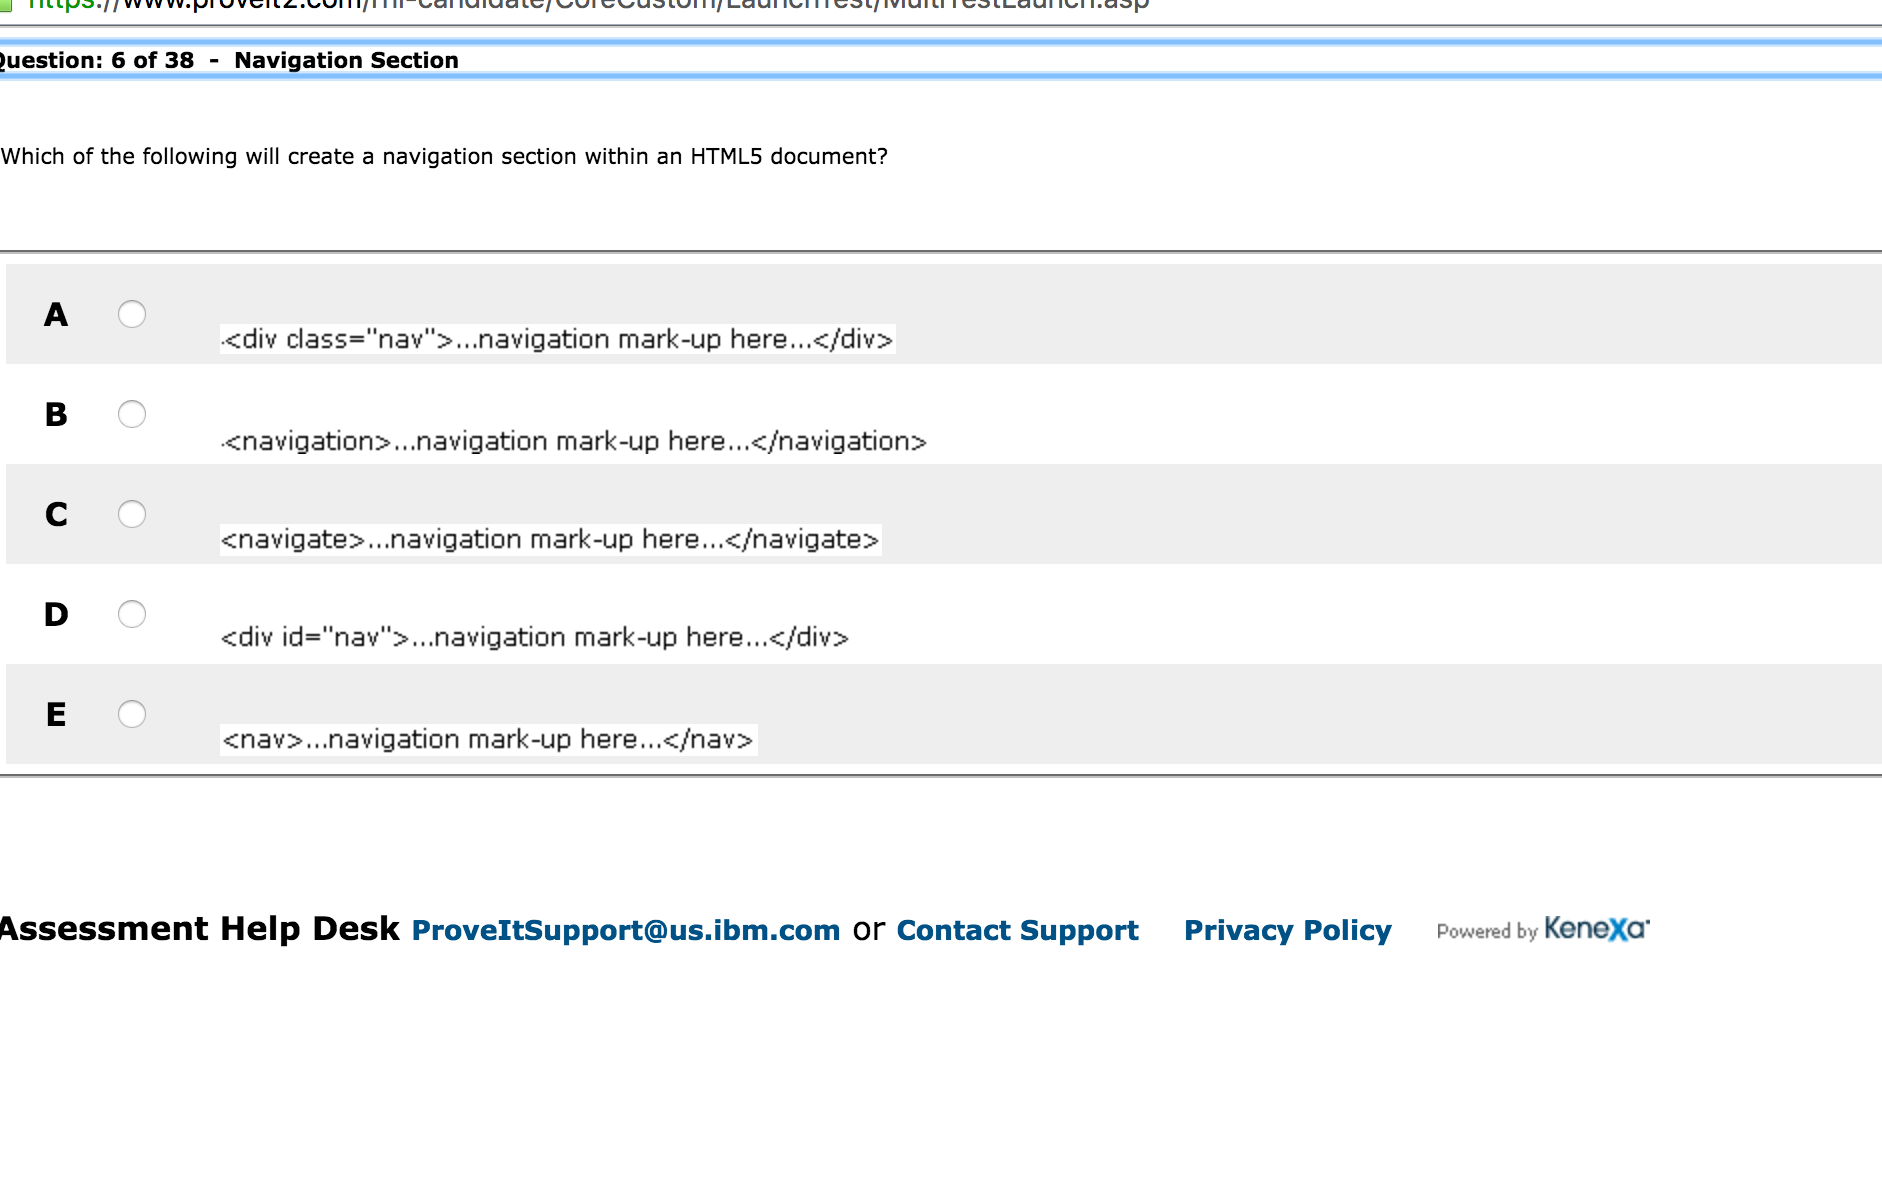 https://www.proveit2.com/rhi-candidate/CoreCustom/LaunchTest/MultiTestLaunch.asp
Question: 6 of 38 - Navigation Section
Which of the following will create a navigation section within an HTML5 document?
A <div class="nav">...navigation mark-up here...</div>
B <navigation>...navigation mark-up here...</navigation>
C <navigate>...navigation mark-up here...</navigate>
D <div id="nav">...navigation mark-up here...</div>
E <nav>...navigation mark-up here...</nav>
Assessment Help Desk ProveItSupport@us.ibm.com or Contact Support Privacy Policy Powered by Kenexa